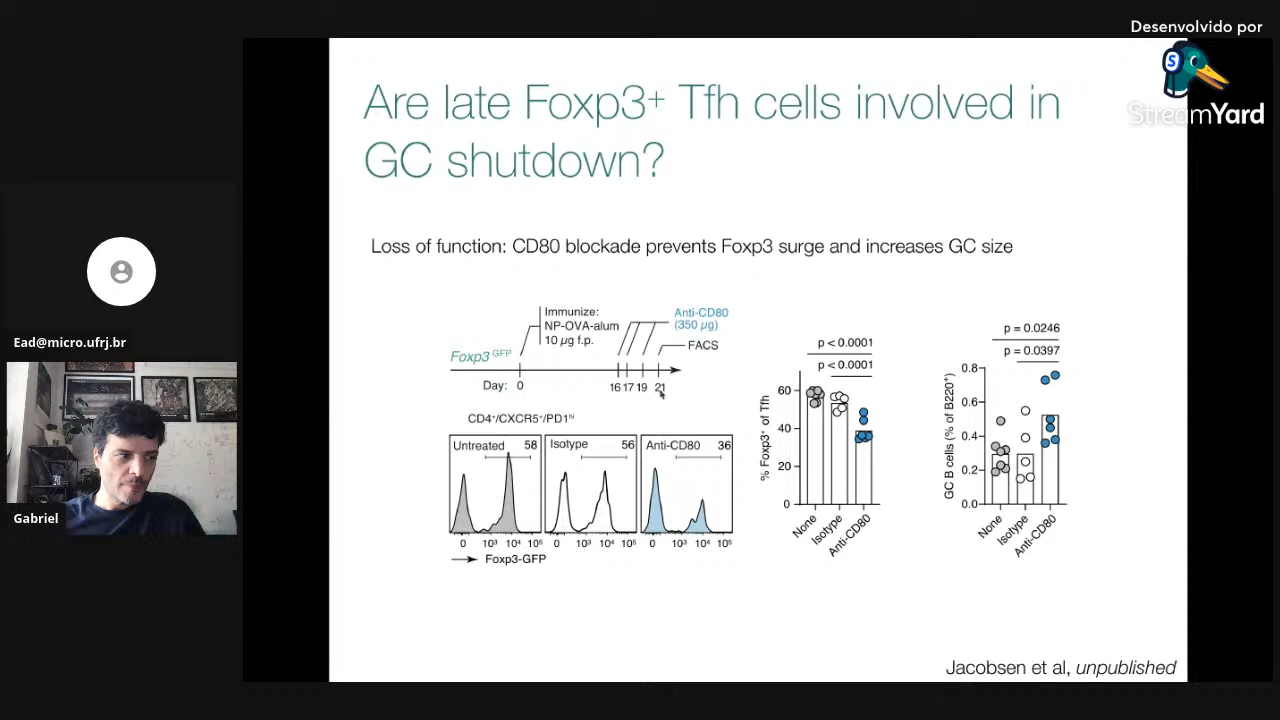 Desenvolvido por
StreamYard
Are late Foxp3⁺ Tfh cells involved in
GC shutdown?
Loss of function: CD80 blockade prevents Foxp3 surge and increases GC size
Immunize:
NP-OVA-alum
10 µg f.p.
Anti-CD80
(350 µg)
FACS
Foxp3 GFP
Day: 0 16 17 19 21
CD4⁺/CXCR5⁺/PD1ʰⁱ
Untreated 58
Isotype 56
Anti-CD80 36
0 10³ 10⁴ 10⁵
0 10³ 10⁴ 10⁵
0 10³ 10⁴ 10⁵
Foxp3-GFP
p < 0.0001
p < 0.0001
% Foxp3⁺ of Tfh
60
40
20
0
None
Isotype
Anti-CD80
p = 0.0246
p = 0.0397
GC B cells (% of B220⁺)
0.8
0.6
0.4
0.2
0.0
None
Isotype
Anti-CD80
Jacobsen et al, unpublished
Ead@micro.ufrj.br
Gabriel